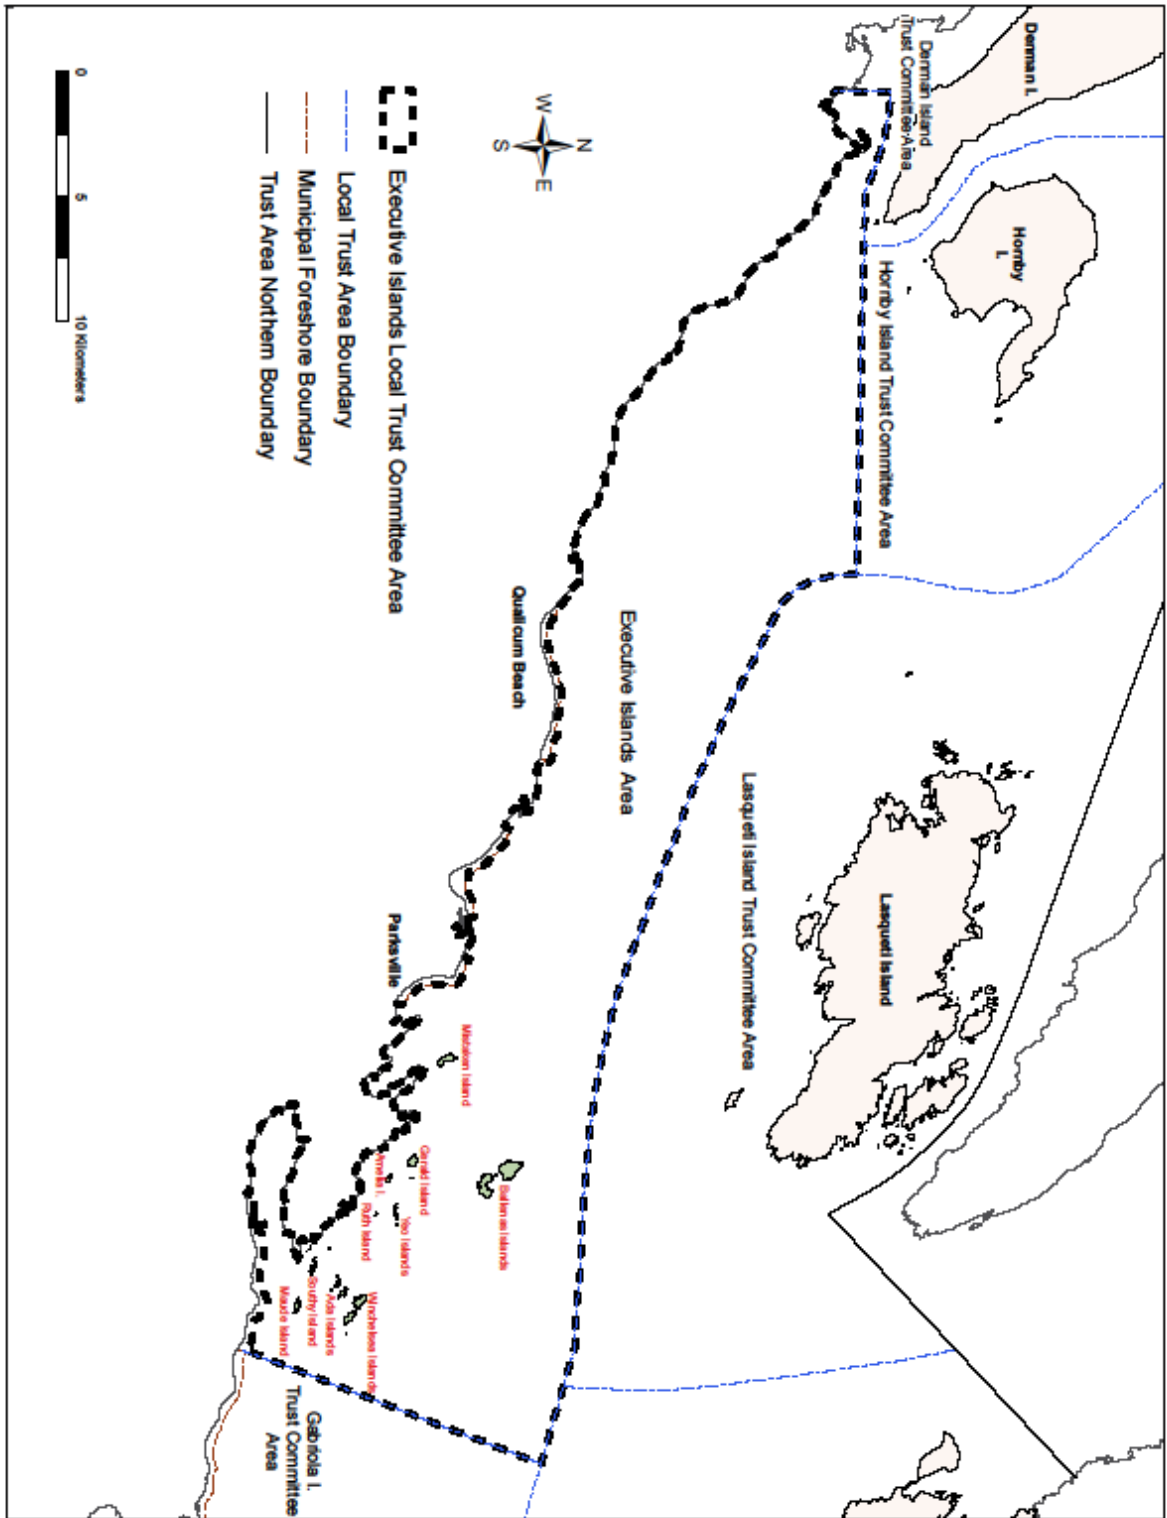 Denman I.
Denman Island
Trust Committee Area
Hornby
I.
Hornby Island Trust Committee Area
N
W
E
S
Executive Islands Local Trust Committee Area
Local Trust Area Boundary
Municipal Foreshore Boundary
Trust Area Northern Boundary
0
5
10 Kilometers
Qualicum Beach
Executive Islands Area
Lasqueti Island Trust Committee Area
Lasqueti Island
Parksville
Mistaken Island
Gerald Island
Amelia I.
Ballenas Islands
Yeo Islands
Ruth Island
Winchelsea Islands
Ada Islands
Southy Island
Maude Island
Gabriola I.
Trust Committee
Area